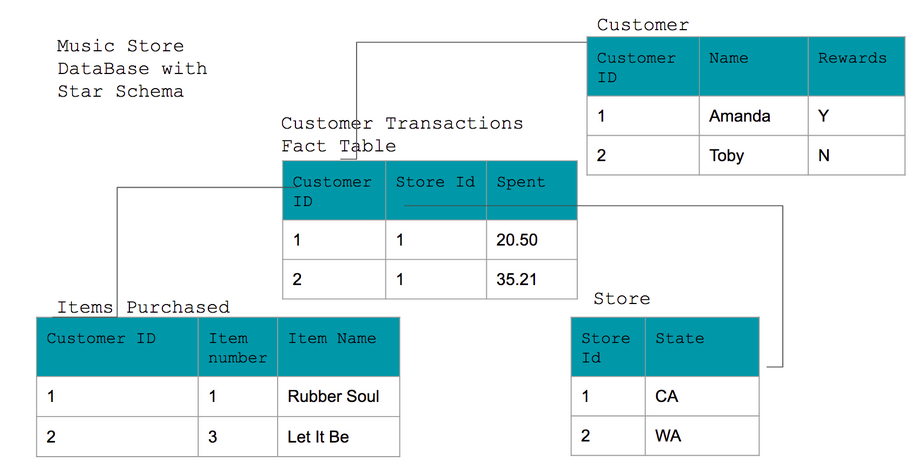 Music Store
DataBase with
Star Schema
Customer
Customer ID Name Rewards
1 Amanda Y
2 Toby N
Customer Transactions
Fact Table
Customer ID Store Id Spent
1 1 20.50
2 1 35.21
Items Purchased
Customer ID Item number Item Name
1 1 Rubber Soul
2 3 Let It Be
Store
Store Id State
1 CA
2 WA